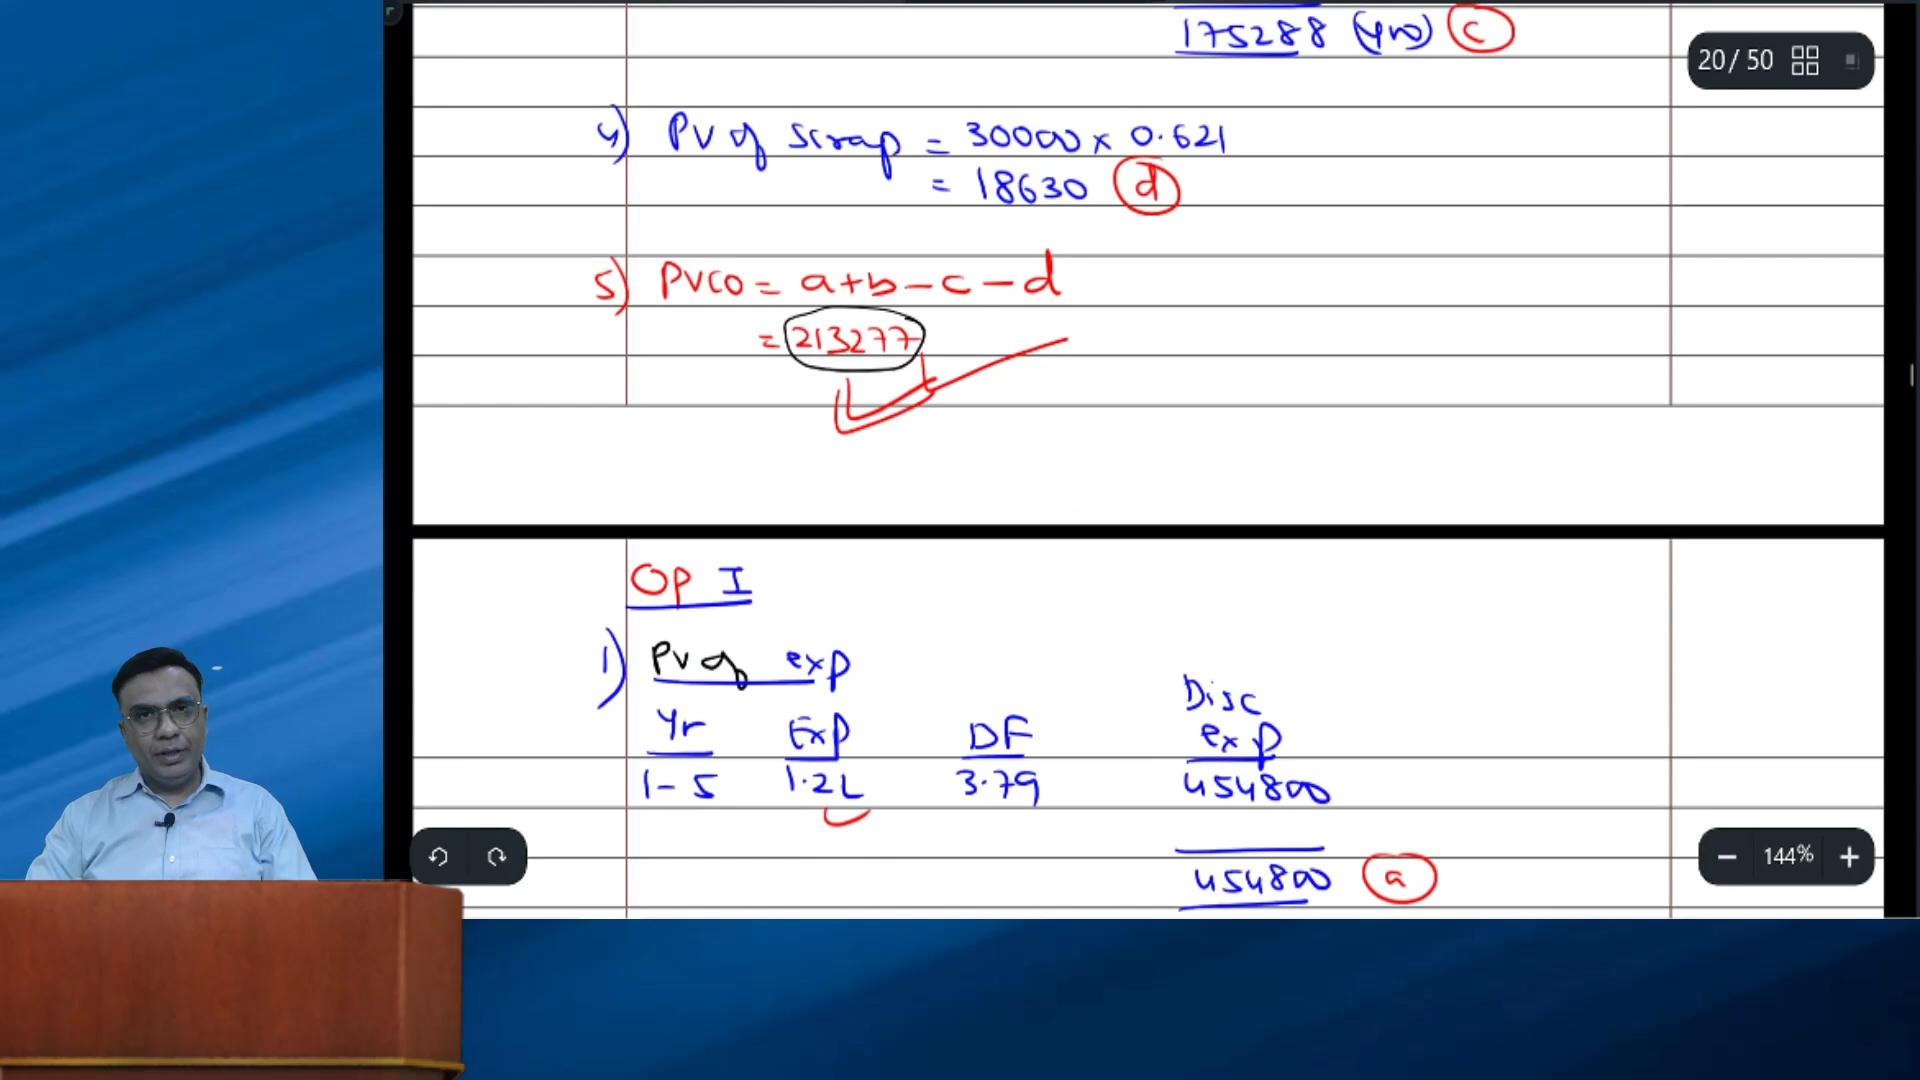 175288 (Yr0) c
20 / 50
4) PV of scrap = 30000 x 0.621
= 18630 d
5) PVCO = a+b-c-d
= 213277
Op I
1) PV of exp
Yr Exp DF Disc exp
1-5 1.2L 3.79 454800
454800 a
144%